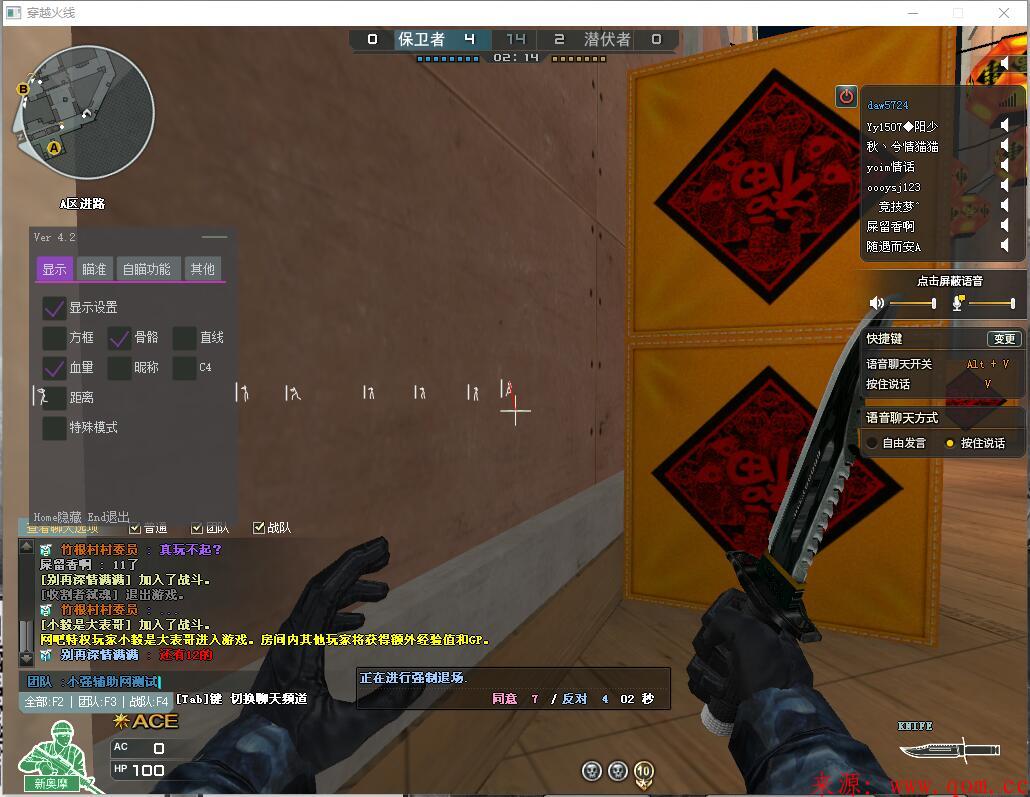 穿越火线
0 保卫者 4 14 2 潜伏者 0
02:14
B
A
A区进路
daw5724
Yy1507◆阳少
秋丶兮情猫猫
yoim情话
oooysj123
竞技梦^
屎留香啊
随遇而安A
点击屏蔽语音
快捷键 变更
语音聊天开关 Alt + V
按住说话 V
语音聊天方式
自由发言 按住说话
Ver 4.2
显示 瞄准 自瞄功能 其他
显示设置
方框 骨骼 直线
血量 昵称 C4
距离
特殊模式
Home隐藏 End退出
查看聊天选项 普通 团队 战队
竹根村村委员 : 真玩不起?
屎留香啊 : 11了
[别再深情满满] 加入了战斗。
[收割者弑魂] 退出游戏。
竹根村村委员 : ...
[小毅是大表哥] 加入了战斗。
网吧特权玩家小毅是大表哥进入游戏。房间内其他玩家将获得额外经验值和GP。
别再深情满满 : 还有12的
团队 :小强辅助网测试
全部:F2 | 团队:F3 | 战队:F4 [Tab]键 切换聊天频道
正在进行强制退场.
同意 7 / 反对 4 02 秒
ACE
AC 0
HP 100
新奥摩
10
KNIFE
来源: www.qom.cc